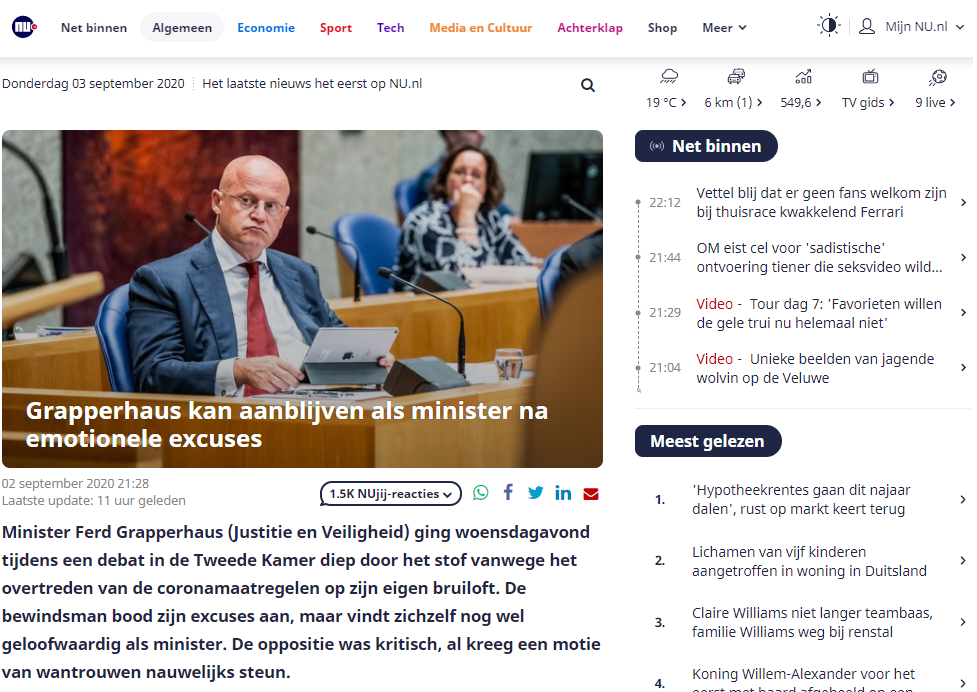 NU
Net binnen
Algemeen
Economie
Sport
Tech
Media en Cultuur
Achterklap
Shop
Meer
Mijn NU.nl
Donderdag 03 september 2020
Het laatste nieuws het eerst op NU.nl
19 °C
6 km (1)
549,6
TV gids
9 live
Grapperhaus kan aanblijven als minister na
emotionele excuses
02 september 2020 21:28
Laatste update: 11 uur geleden
1.5K NUjij-reacties
Minister Ferd Grapperhaus (Justitie en Veiligheid) ging woensdagavond
tijdens een debat in de Tweede Kamer diep door het stof vanwege het
overtreden van de coronamaatregelen op zijn eigen bruiloft. De
bewindsman bood zijn excuses aan, maar vindt zichzelf nog wel
geloofwaardig als minister. De oppositie was kritisch, al kreeg een motie
van wantrouwen nauwelijks steun.
Net binnen
22:12 Vettel blij dat er geen fans welkom zijn
bij thuisrace kwakkelend Ferrari
21:44 OM eist cel voor 'sadistische'
ontvoering tiener die seksvideo wild...
21:29 Video - Tour dag 7: 'Favorieten willen
de gele trui nu helemaal niet'
21:04 Video - Unieke beelden van jagende
wolvin op de Veluwe
Meest gelezen
1. 'Hypotheekrentes gaan dit najaar
dalen', rust op markt keert terug
2. Lichamen van vijf kinderen
aangetroffen in woning in Duitsland
3. Claire Williams niet langer teambaas,
familie Williams weg bij renstal
4. Koning Willem-Alexander voor het
eerst met baard afgebeeld op een